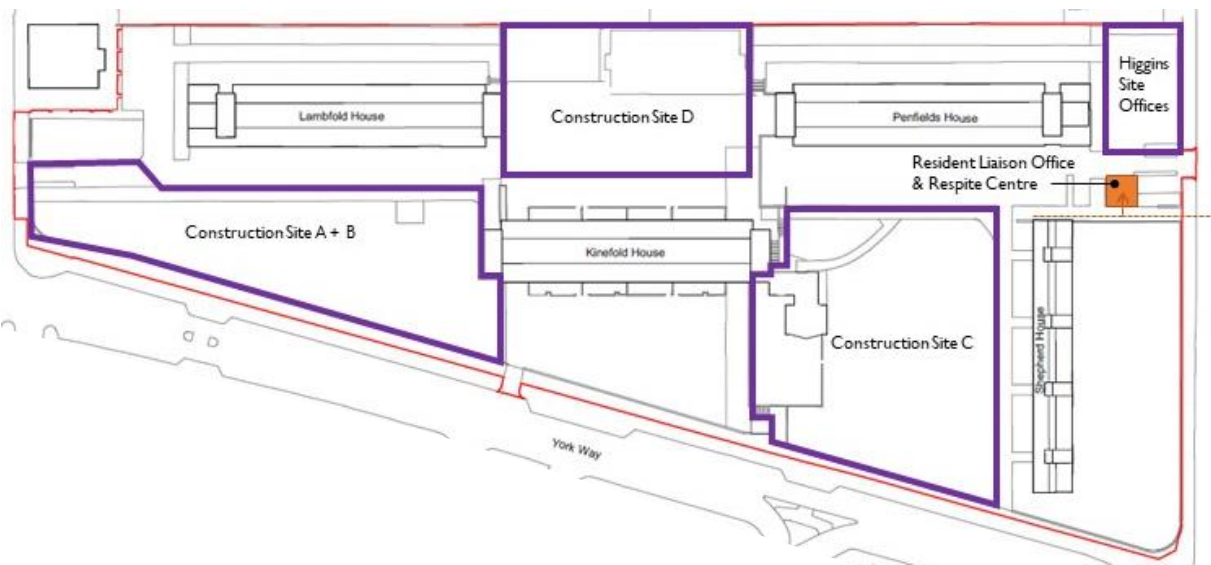 Higgins
Site
Offices
Lambfold House
Construction Site D
Penfields House
Resident Liaison Office
& Respite Centre
Construction Site A + B
Kinefold House
Construction Site C
Shepherd House
York Way